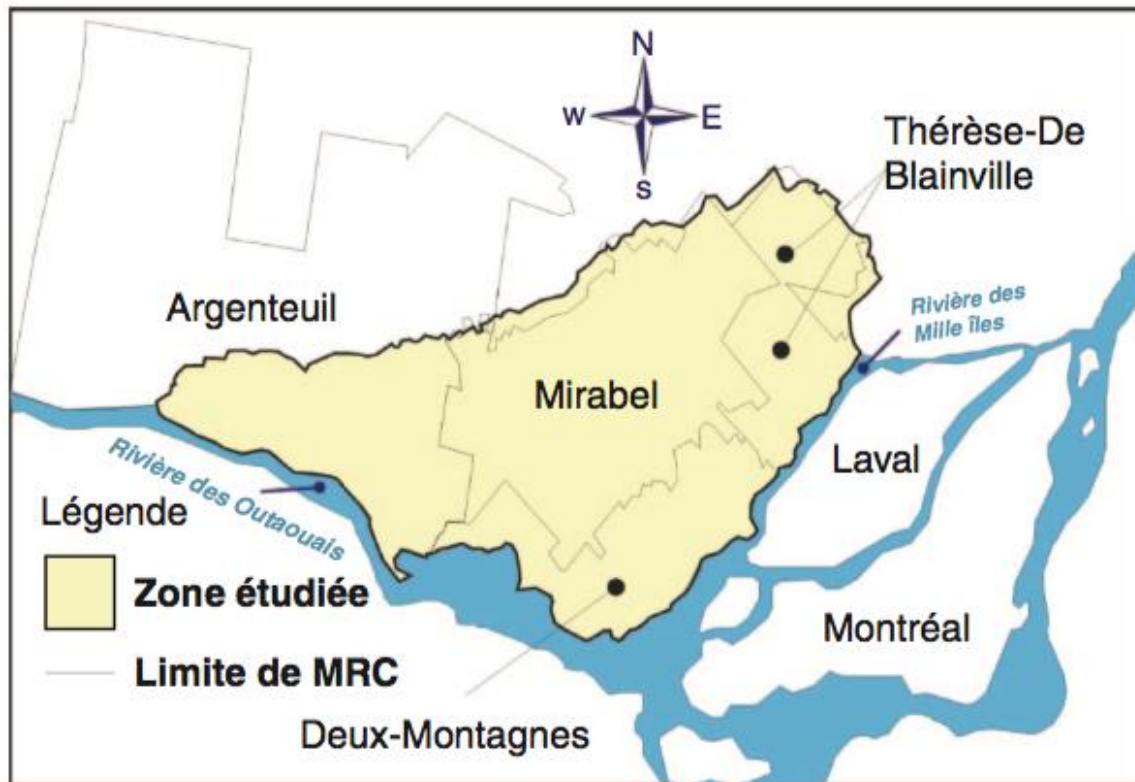 N
W E
S
Thérèse-De
Blainville
Argenteuil
Rivière des
Mille îles
Mirabel
Laval
Rivière des Outaouais
Légende
Zone étudiée
Montréal
Limite de MRC
Deux-Montagnes